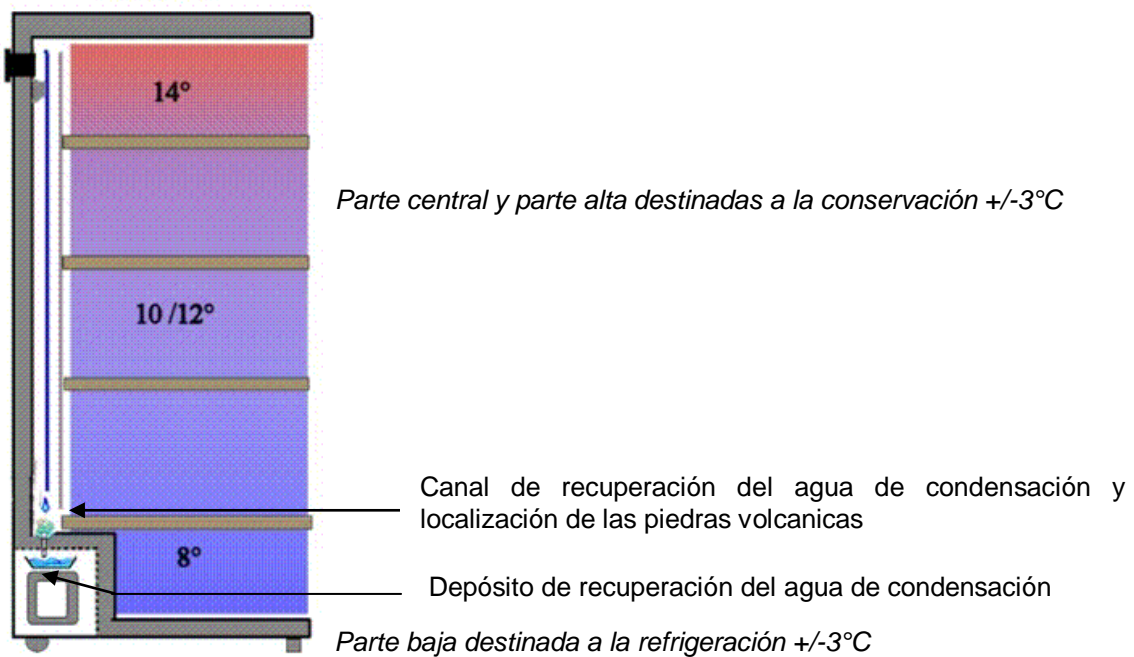 14°
Parte central y parte alta destinadas a la conservación +/-3°C
10 /12°
Canal de recuperación del agua de condensación y
localización de las piedras volcanicas
8°
Depósito de recuperación del agua de condensación
Parte baja destinada a la refrigeración +/-3°C